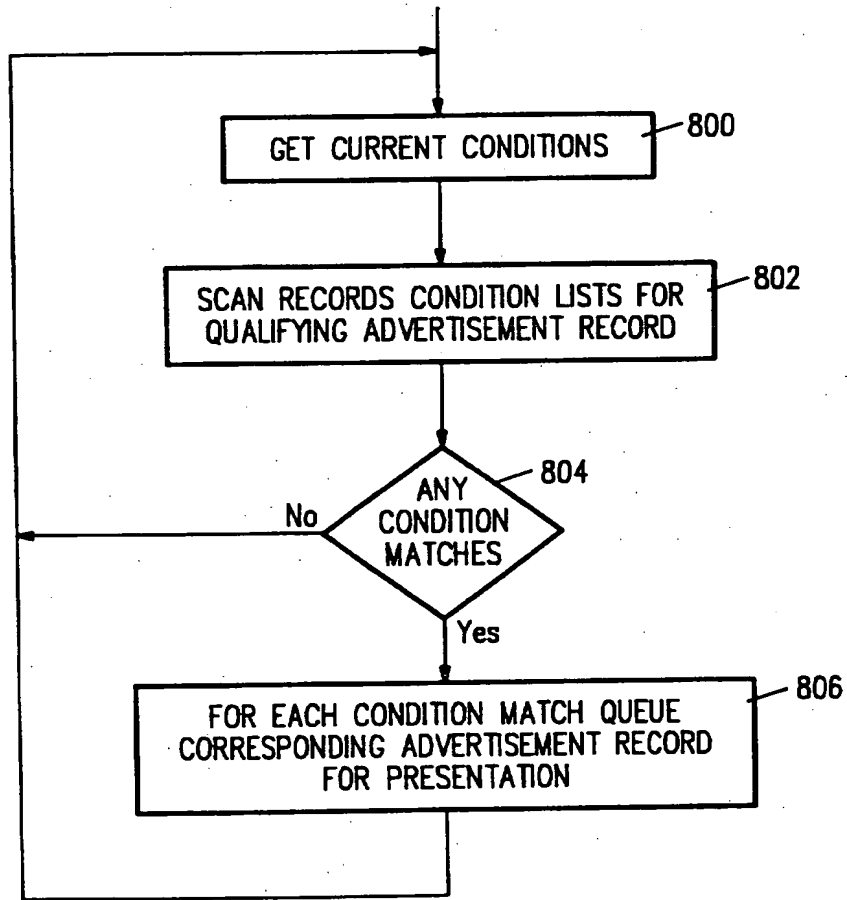 GET CURRENT CONDITIONS
800
SCAN RECORDS CONDITION LISTS FOR
QUALIFYING ADVERTISEMENT RECORD
802
ANY
CONDITION
MATCHES
804
No
Yes
FOR EACH CONDITION MATCH QUEUE
CORRESPONDING ADVERTISEMENT RECORD
FOR PRESENTATION
806